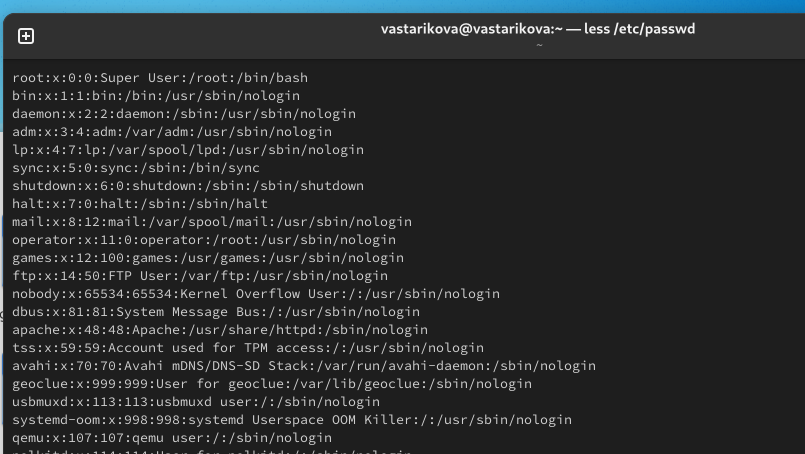 vastarikova@vastarikova:~ — less /etc/passwd
~
root:x:0:0:Super User:/root:/bin/bash
bin:x:1:1:bin:/bin:/usr/sbin/nologin
daemon:x:2:2:daemon:/sbin:/usr/sbin/nologin
adm:x:3:4:adm:/var/adm:/usr/sbin/nologin
lp:x:4:7:lp:/var/spool/lpd:/usr/sbin/nologin
sync:x:5:0:sync:/sbin:/bin/sync
shutdown:x:6:0:shutdown:/sbin:/sbin/shutdown
halt:x:7:0:halt:/sbin:/sbin/halt
mail:x:8:12:mail:/var/spool/mail:/usr/sbin/nologin
operator:x:11:0:operator:/root:/usr/sbin/nologin
games:x:12:100:games:/usr/games:/usr/sbin/nologin
ftp:x:14:50:FTP User:/var/ftp:/usr/sbin/nologin
nobody:x:65534:65534:Kernel Overflow User:/:/usr/sbin/nologin
dbus:x:81:81:System Message Bus:/:/usr/sbin/nologin
apache:x:48:48:Apache:/usr/share/httpd:/sbin/nologin
tss:x:59:59:Account used for TPM access:/:/usr/sbin/nologin
avahi:x:70:70:Avahi mDNS/DNS-SD Stack:/var/run/avahi-daemon:/sbin/nologin
geoclue:x:999:999:User for geoclue:/var/lib/geoclue:/sbin/nologin
usbmuxd:x:113:113:usbmuxd user:/:/sbin/nologin
systemd-oom:x:998:998:systemd Userspace OOM Killer:/:/usr/sbin/nologin
qemu:x:107:107:qemu user:/:/sbin/nologin